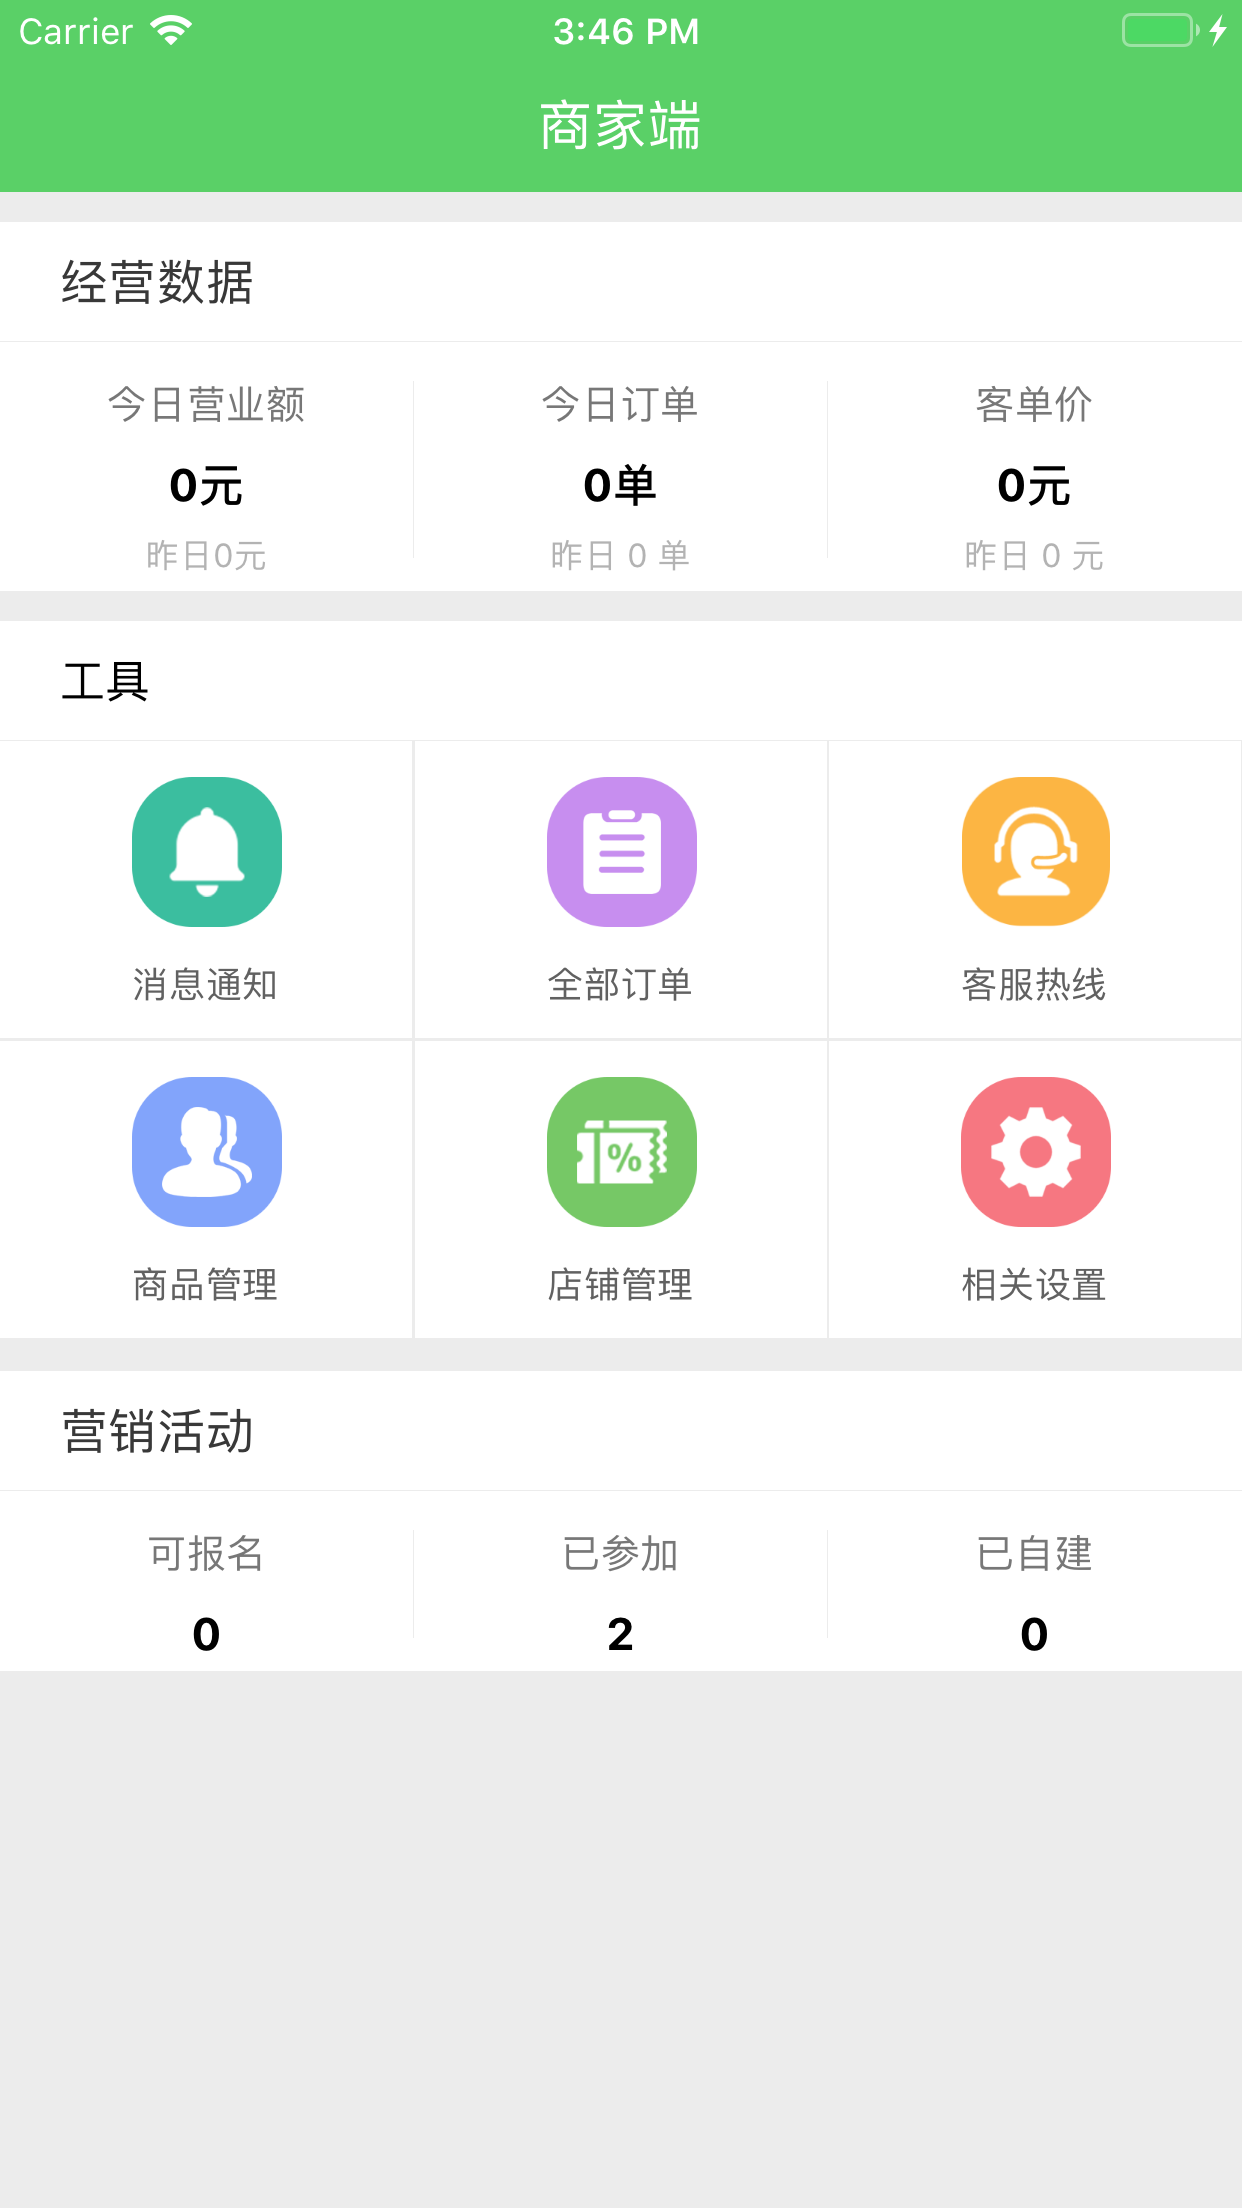 Carrier 3:46 PM
商家端
经营数据
今日营业额 今日订单 客单价
0元 0单 0元
昨日0元 昨日 0 单 昨日 0 元
工具
%
消息通知 全部订单 客服热线
商品管理 店铺管理 相关设置
营销活动
可报名 已参加 已自建
0 2 0